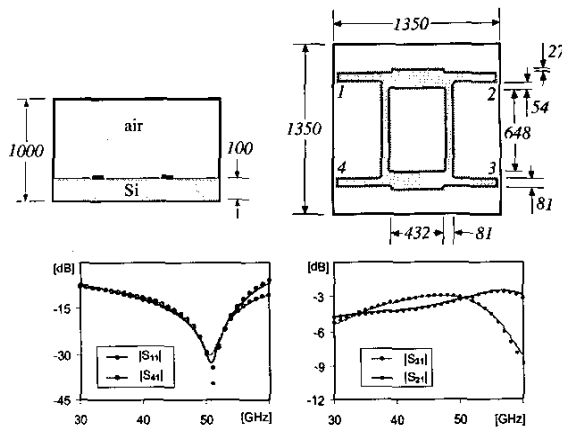 1350
27
1
2
54
air
1000
100
1350
648
4
3
Si
81
432
81
[dB]
-15
-30
-45
|S11|
|S41|
30
40
50
[GHz]
[dB]
-3
-6
-9
-12
|S31|
|S21|
30
40
50
[GHz]